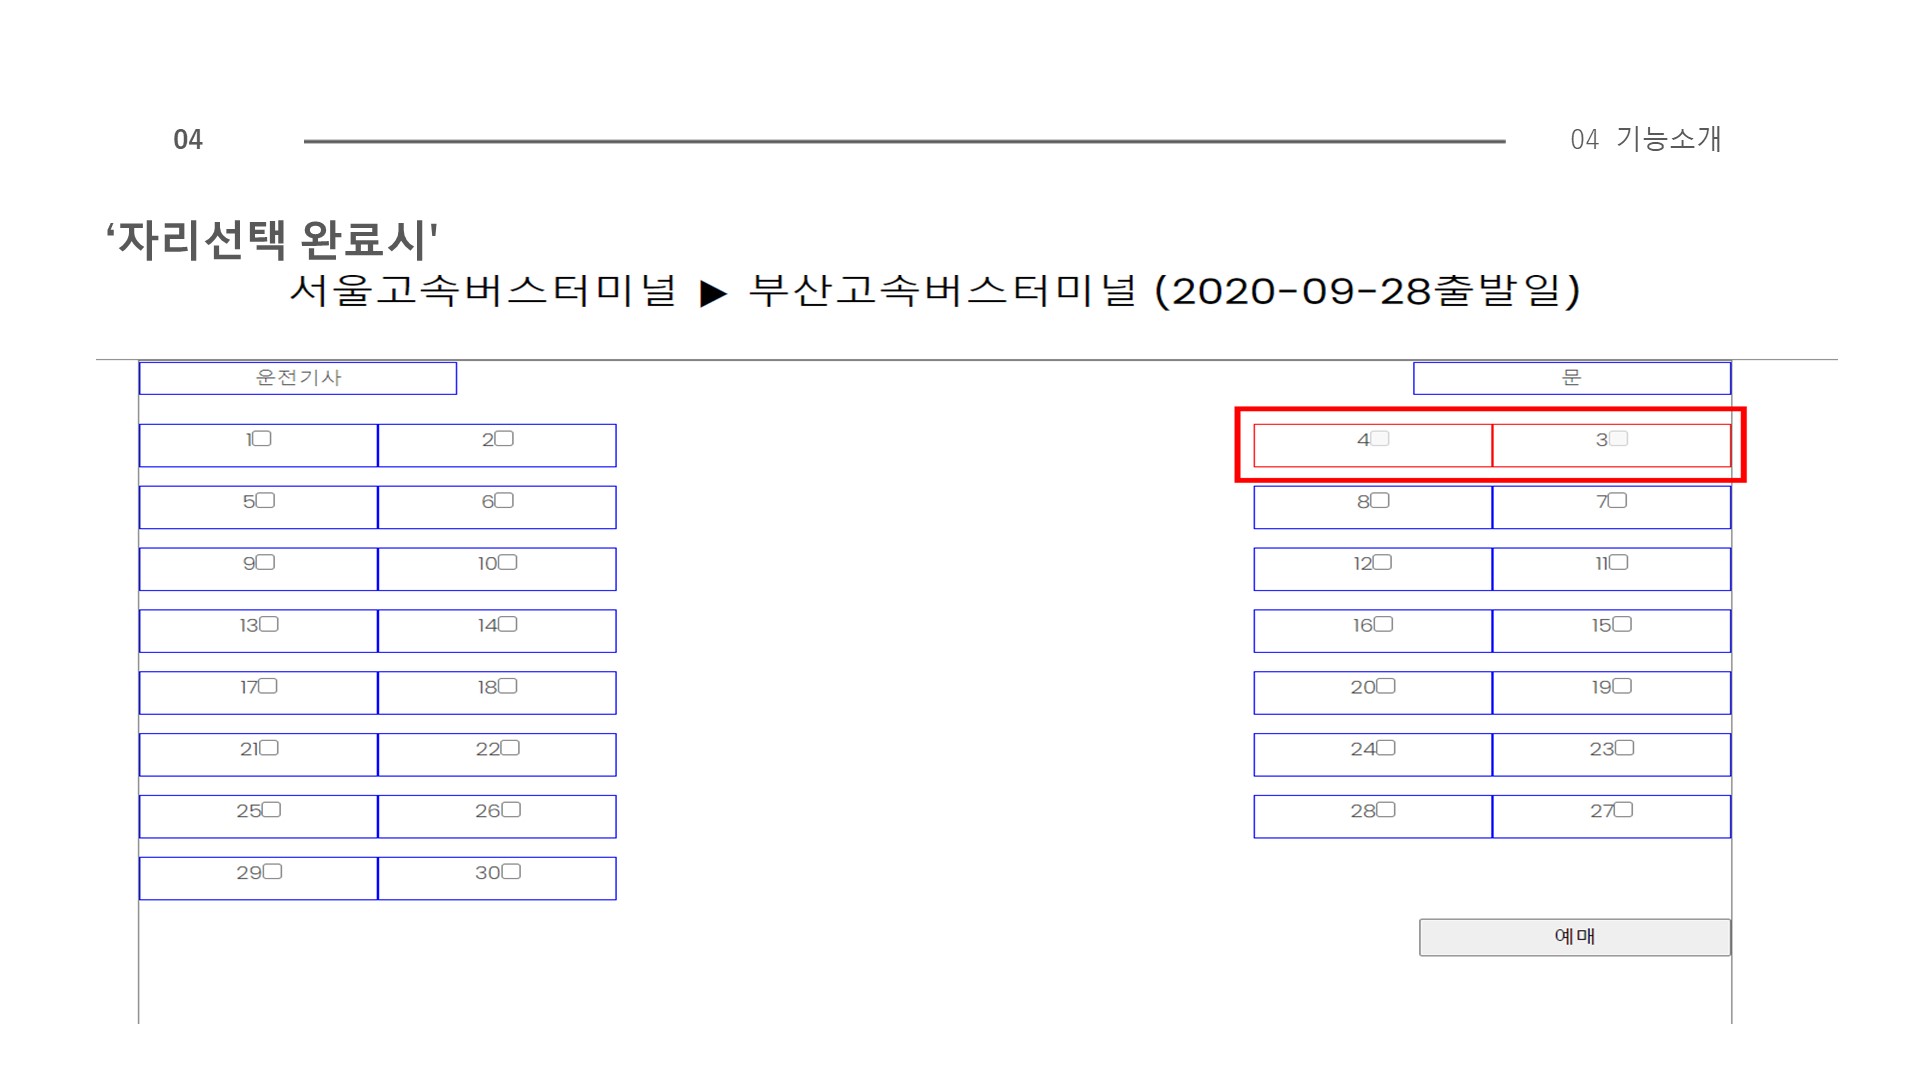 04
04 기능소개
‘자리선택 완료시'
서울고속버스터미널 ▶ 부산고속버스터미널 (2020-09-28출발일)
운전기사 문
1 2 4 3
5 6 8 7
9 10 12 11
13 14 16 15
17 18 20 19
21 22 24 23
25 26 28 27
29 30
예매